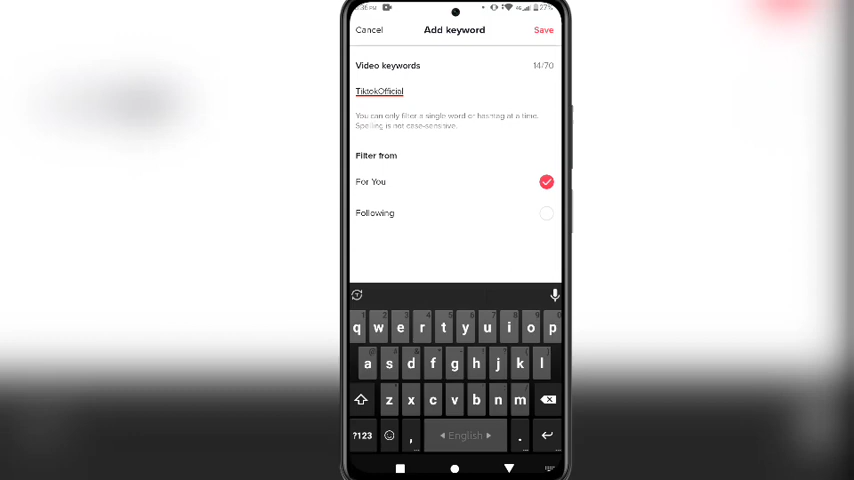 Cancel Add keyword Save
Video keywords 14/70
TiktokOfficial
You can only filter a single word or hashtag at a time.
Spelling is not case-sensitive.
Filter from
For You
Following
q w e r t y u i o p
a s d f g h j k l
z x c v b n m
?123 , English .